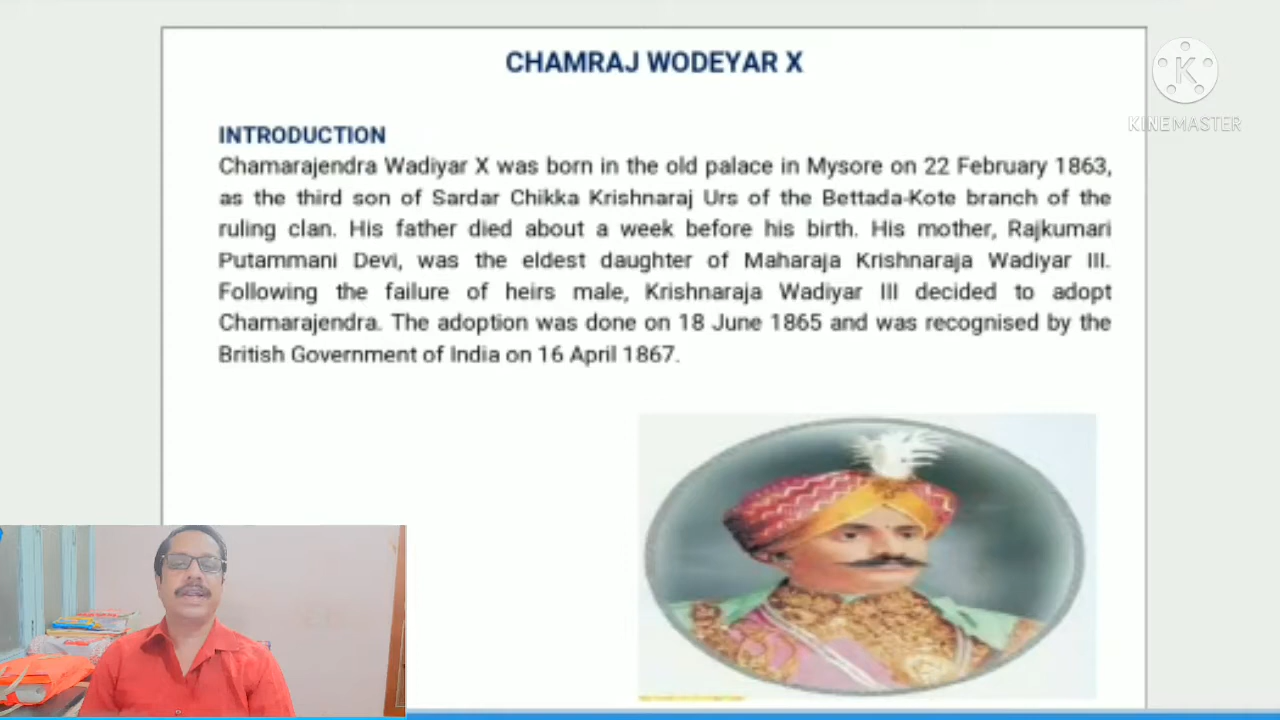 CHAMRAJ WODEYAR X
KINEMASTER
INTRODUCTION
Chamarajendra Wadiyar X was born in the old palace in Mysore on 22 February 1863,
as the third son of Sardar Chikka Krishnaraj Urs of the Bettada-Kote branch of the
ruling clan. His father died about a week before his birth. His mother, Rajkumari
Putammani Devi, was the eldest daughter of Maharaja Krishnaraja Wadiyar III.
Following the failure of heirs male, Krishnaraja Wadiyar III decided to adopt
Chamarajendra. The adoption was done on 18 June 1865 and was recognised by the
British Government of India on 16 April 1867.